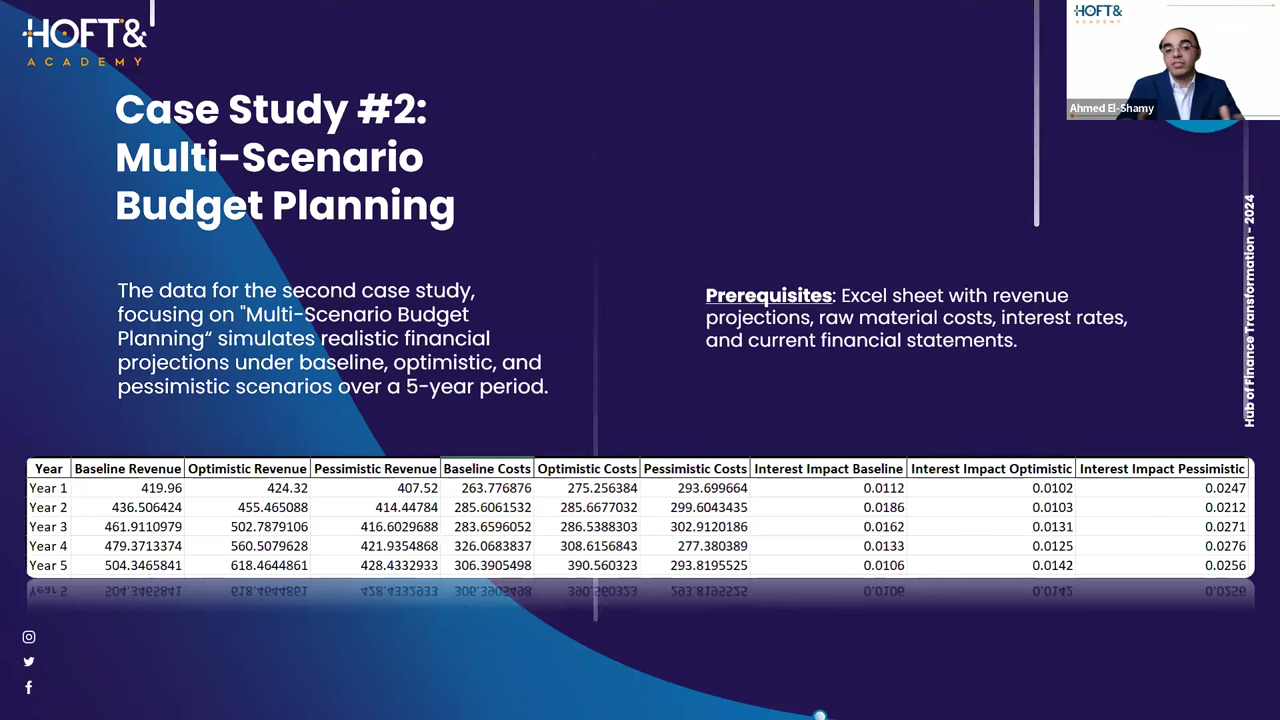 HOFT&
ACADEMY
HOFT&
ACADEMY
Ahmed El-Shamy
Case Study #2:
Multi-Scenario
Budget Planning
The data for the second case study,
focusing on "Multi-Scenario Budget
Planning“ simulates realistic financial
projections under baseline, optimistic, and
pessimistic scenarios over a 5-year period.
Prerequisites: Excel sheet with revenue
projections, raw material costs, interest rates,
and current financial statements.
Hub of Finance Transformation - 2024
Year Baseline Revenue Optimistic Revenue Pessimistic Revenue Baseline Costs Optimistic Costs Pessimistic Costs Interest Impact Baseline Interest Impact Optimistic Interest Impact Pessimistic
Year 1 419.96 424.32 407.52 263.776876 275.256384 293.699664 0.0112 0.0102 0.0247
Year 2 436.506424 455.465088 414.44784 285.6061532 285.6677032 299.6043435 0.0186 0.0103 0.0212
Year 3 461.9110979 502.7879106 416.6029688 283.6596052 286.5388303 302.9120186 0.0162 0.0131 0.0271
Year 4 479.3713374 560.5079628 421.9354868 326.0683837 308.6156843 277.380389 0.0133 0.0125 0.0276
Year 5 504.3465841 618.4644861 428.4332933 306.3905498 390.560323 293.8195525 0.0106 0.0142 0.0256